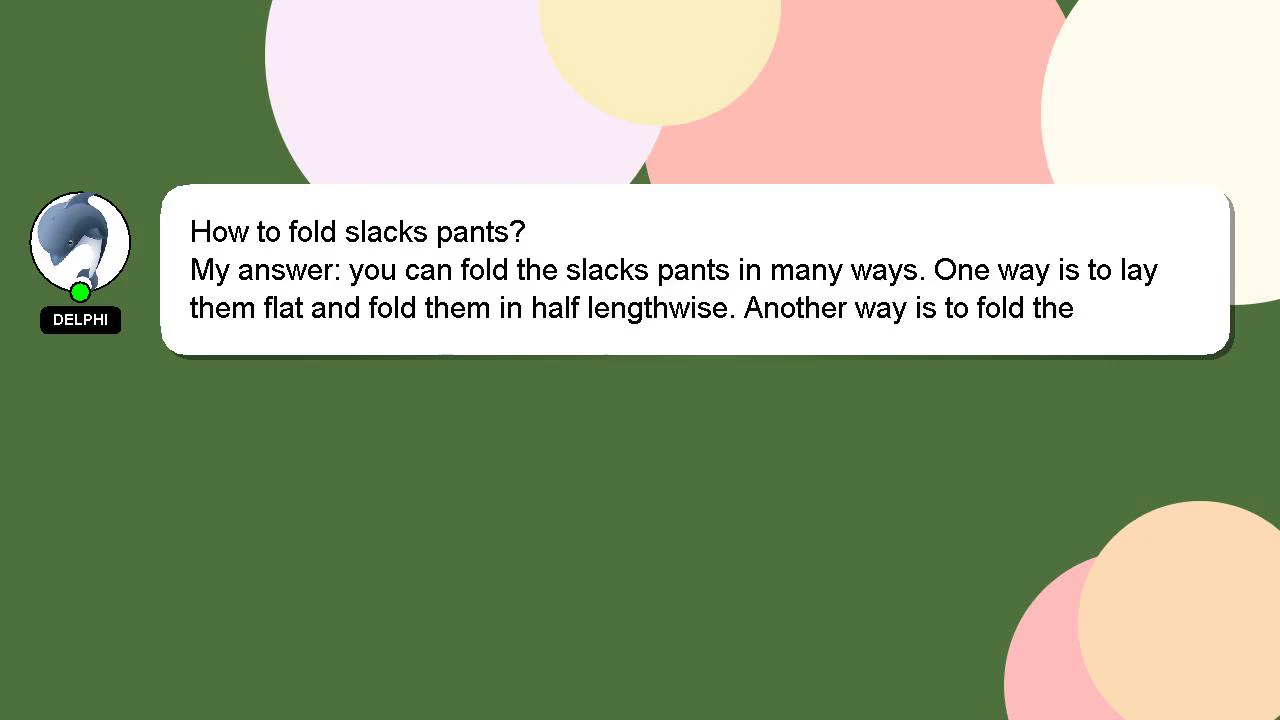 How to fold slacks pants?
My answer: you can fold the slacks pants in many ways. One way is to lay
them flat and fold them in half lengthwise. Another way is to fold the
DELPHI